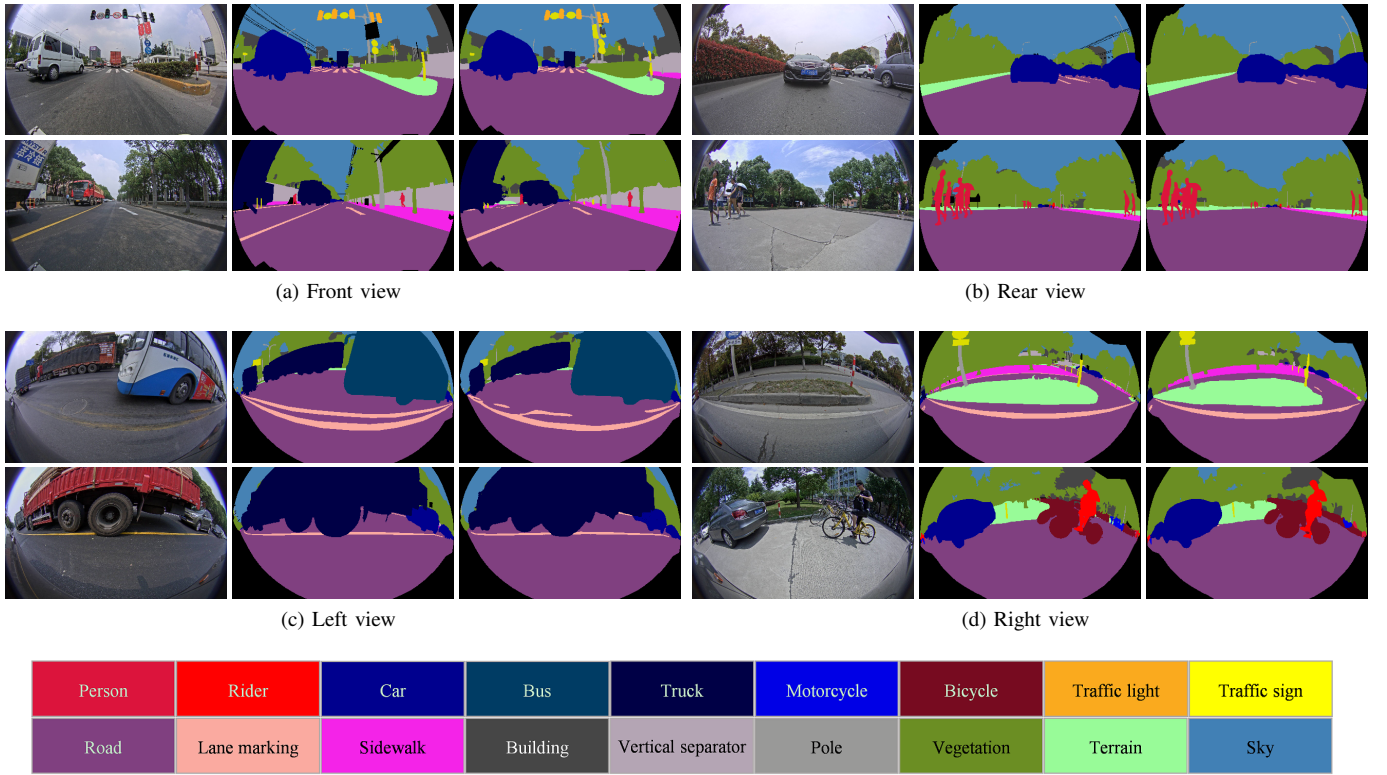 (a) Front view
(b) Rear view
(c) Left view
(d) Right view
Person Rider Car Bus Truck Motorcycle Bicycle Traffic light Traffic sign
Road Lane marking Sidewalk Building Vertical separator Pole Vegetation Terrain Sky